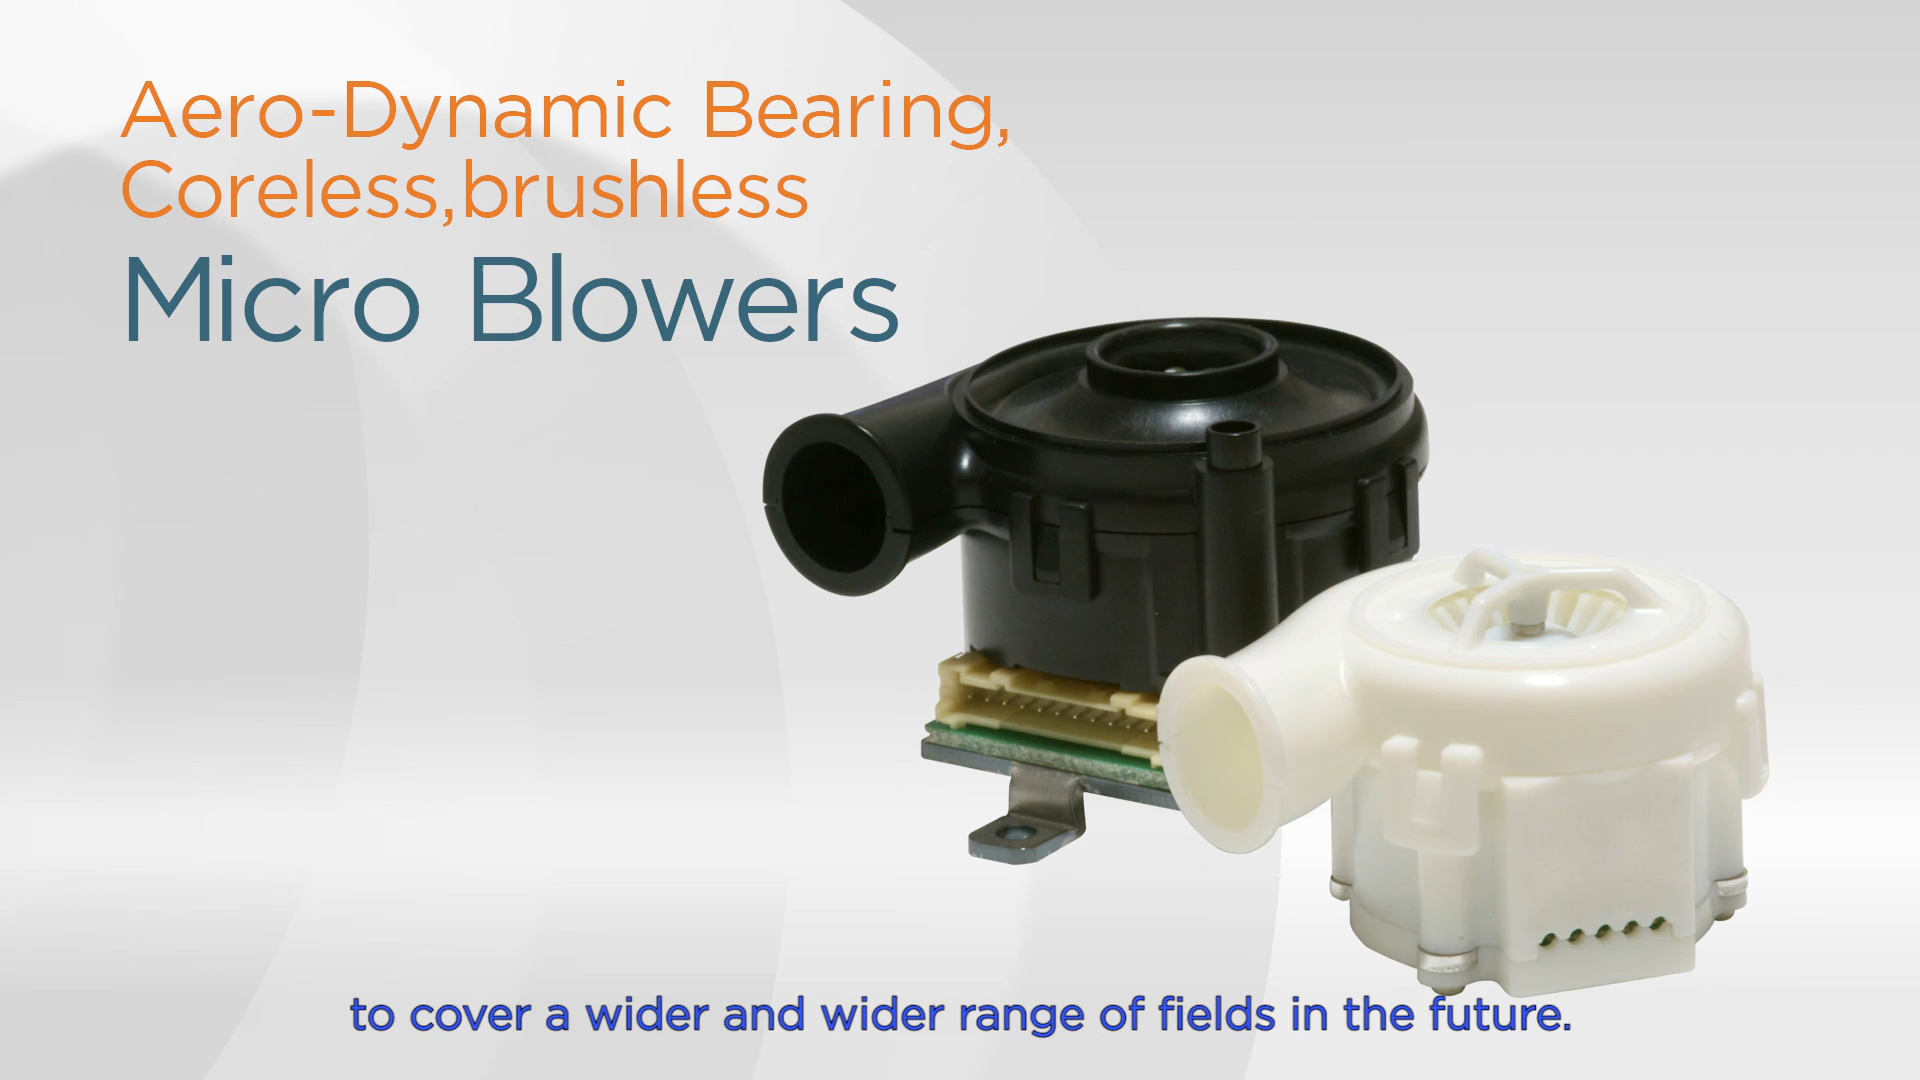 Aero-Dynamic Bearing,
Coreless,brushless
Micro Blowers
to cover a wider and wider range of fields in the future.